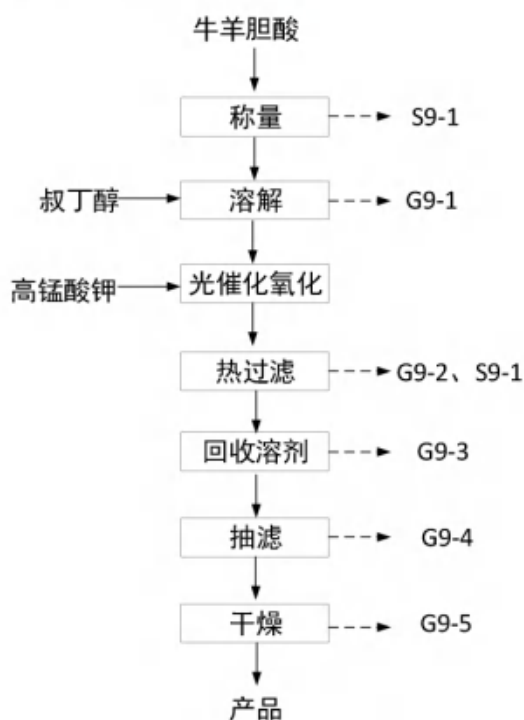 牛羊胆酸
称量 S9-1
叔丁醇 溶解 G9-1
高锰酸钾 光催化氧化
热过滤 G9-2、S9-1
回收溶剂 G9-3
抽滤 G9-4
干燥 G9-5
产品